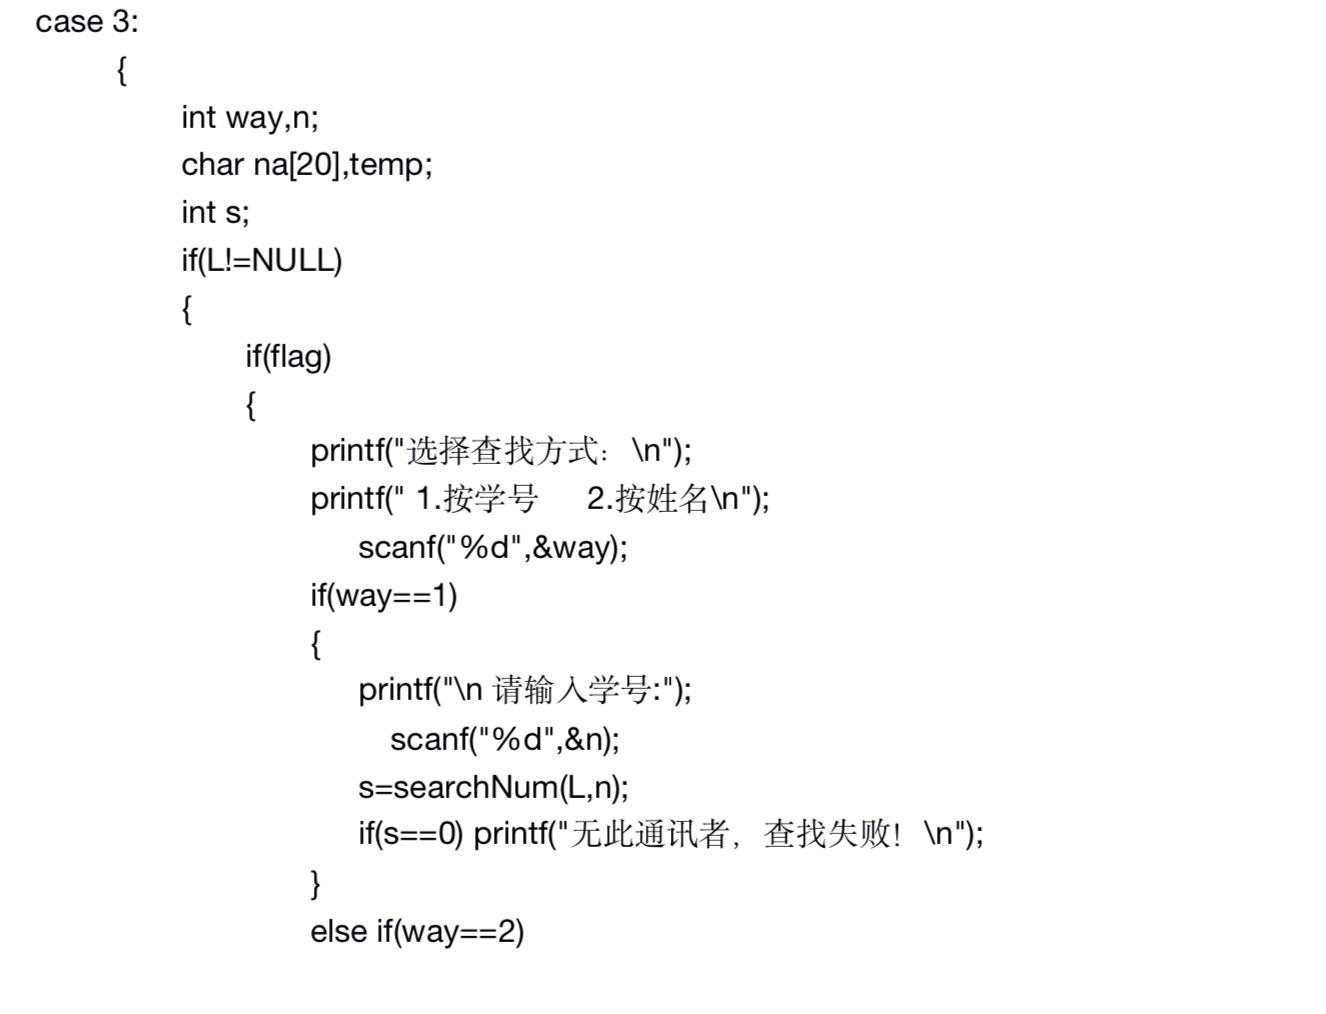 case 3:
{
int way,n;
char na[20],temp;
int s;
if(L!=NULL)
{
if(flag)
{
printf("选择查找方式：\n");
printf(" 1.按学号     2.按姓名\n");
scanf("%d",&way);
if(way==1)
{
printf("\n 请输入学号:");
scanf("%d",&n);
s=searchNum(L,n);
if(s==0) printf("无此通讯者，查找失败！\n");
}
else if(way==2)